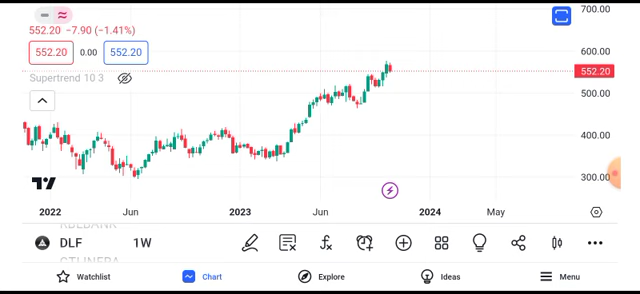 700.00
552.20 −7.90 (−1.41%)
552.20 0.00 552.20
600.00
552.20
Supertrend 10 3
500.00
400.00
300.00
2022 Jun 2023 Jun 2024 May
DLF 1W
Watchlist Chart Explore Ideas Menu